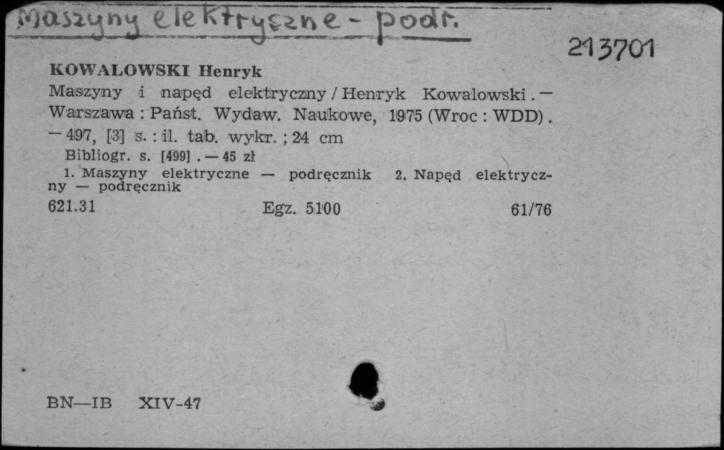 Maszyny elektryczne - podr.
213701
KOWALOWSKI Henryk
Maszyny i napęd elektryczny / Henryk Kowalowski. —
Warszawa : Państ. Wydaw. Naukowe, 1975 (Wroc : WDD).
— 497, [3] s. : il. tab. wykr. ; 24 cm
Bibliogr. s. [499]. — 45 zł
1. Maszyny elektryczne — podręcznik 2. Napęd elektrycz-
ny — podręcznik
621.31 Egz. 5100 61/76
BN—IB XIV-47